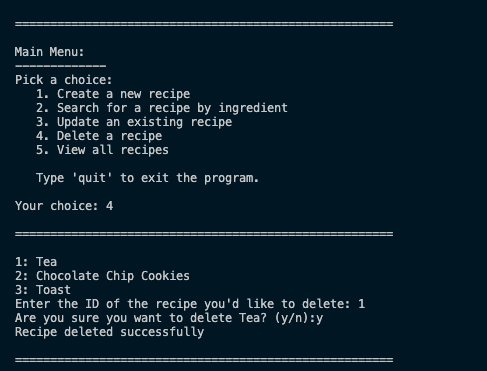 ======================================================
Main Menu:
-------------
Pick a choice:
   1. Create a new recipe
   2. Search for a recipe by ingredient
   3. Update an existing recipe
   4. Delete a recipe
   5. View all recipes
   Type 'quit' to exit the program.
Your choice: 4
======================================================
1: Tea
2: Chocolate Chip Cookies
3: Toast
Enter the ID of the recipe you'd like to delete: 1
Are you sure you want to delete Tea? (y/n):y
Recipe deleted successfully
======================================================